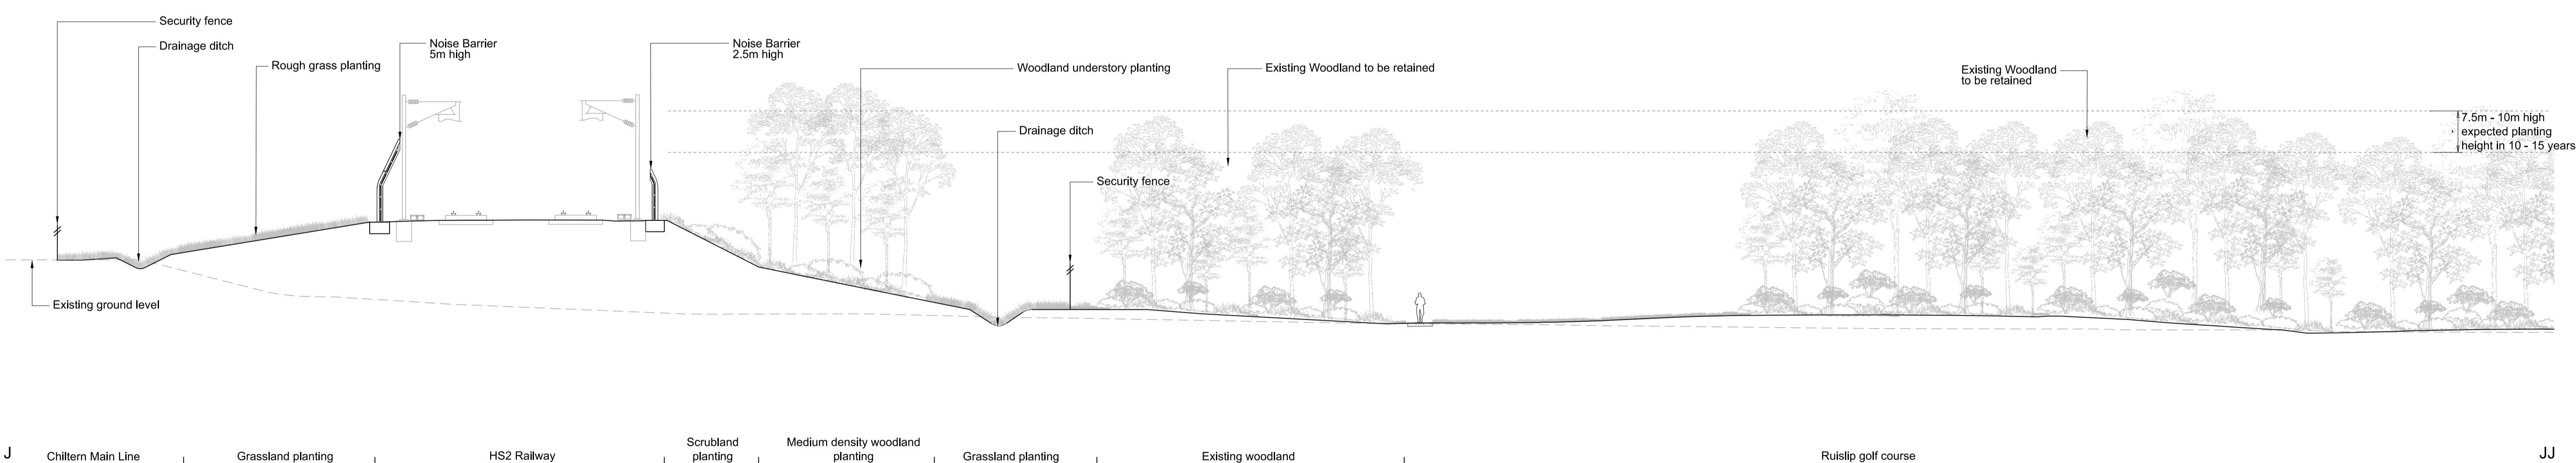 Security fence
Drainage ditch
Rough grass planting
Noise Barrier
5m high
Noise Barrier
2.5m high
Woodland understory planting
Existing Woodland to be retained
Existing Woodland
to be retained
7.5m - 10m high
expected planting
height in 10 - 15 years
Drainage ditch
Security fence
Existing ground level
J
Chiltern Main Line
Grassland planting
HS2 Railway
Scrubland
planting
Medium density woodland
planting
Grassland planting
Existing woodland
Ruislip golf course
JJ